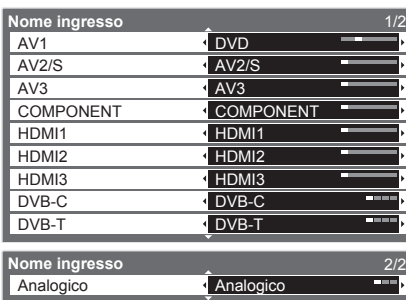 Nome ingresso 1/2
AV1 DVD
AV2/S AV2/S
AV3 AV3
COMPONENT COMPONENT
HDMI1 HDMI1
HDMI2 HDMI2
HDMI3 HDMI3
DVB-C DVB-C
DVB-T DVB-T
Nome ingresso 2/2
Analogico Analogico